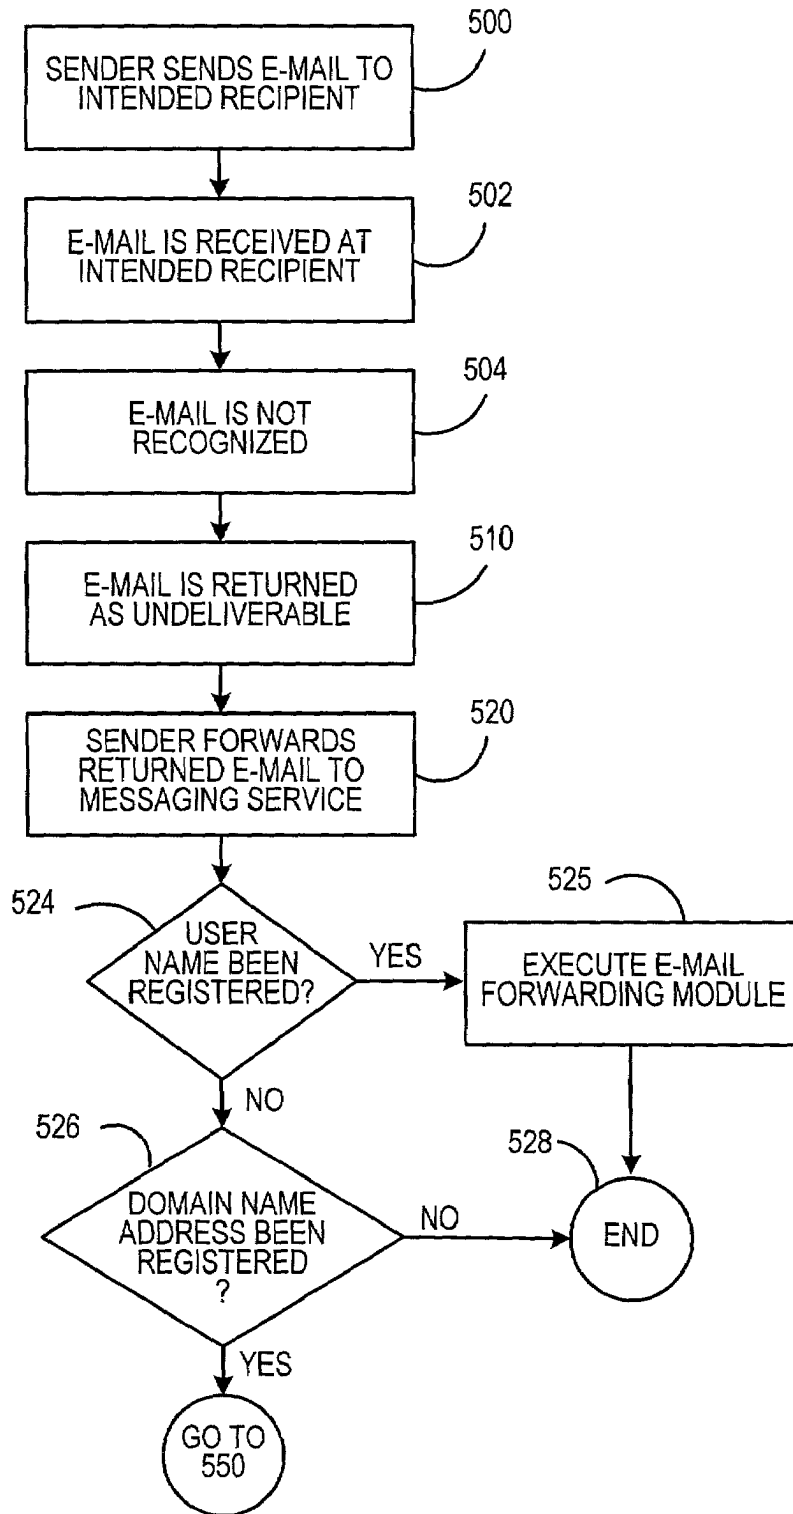 500
SENDER SENDS E-MAIL TO
INTENDED RECIPIENT
502
E-MAIL IS RECEIVED AT
INTENDED RECIPIENT
504
E-MAIL IS NOT
RECOGNIZED
510
E-MAIL IS RETURNED
AS UNDELIVERABLE
520
SENDER FORWARDS
RETURNED E-MAIL TO
MESSAGING SERVICE
524
USER
NAME BEEN
REGISTERED?
YES
525
EXECUTE E-MAIL
FORWARDING MODULE
NO
526
DOMAIN NAME
ADDRESS BEEN
REGISTERED
?
NO
528
END
YES
GO TO
550